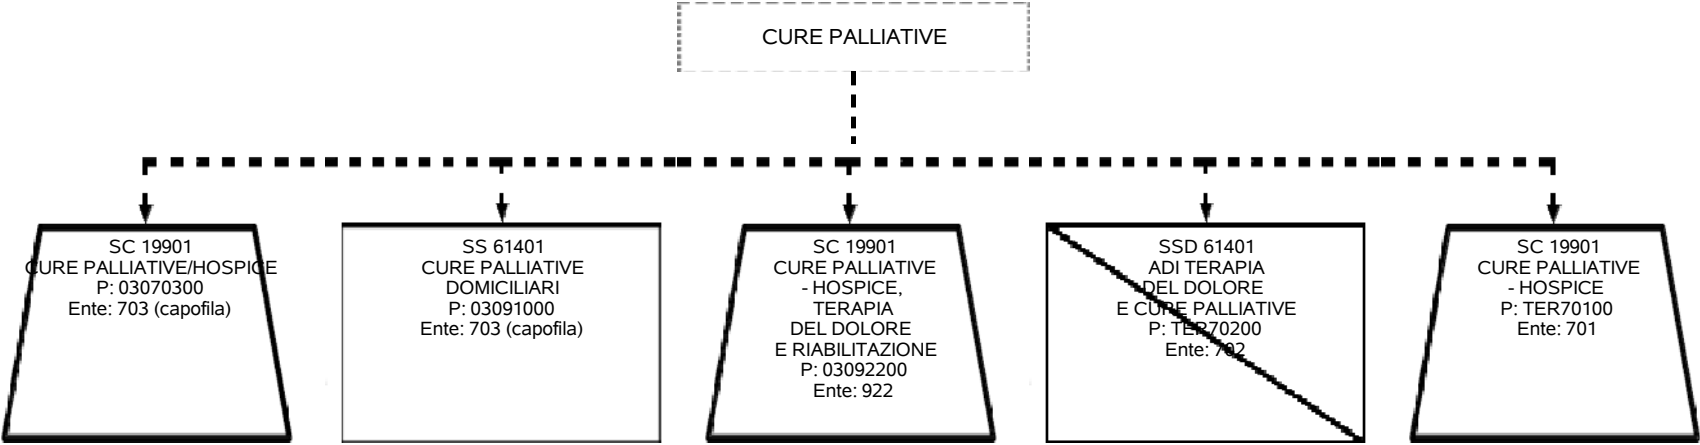 CURE PALLIATIVE
SC 19901
CURE PALLIATIVE/HOSPICE
P: 03070300
Ente: 703 (capofila)
SS 61401
CURE PALLIATIVE
DOMICILIARI
P: 03091000
Ente: 703 (capofila)
SC 19901
CURE PALLIATIVE
- HOSPICE,
TERAPIA
DEL DOLORE
E RIABILITAZIONE
P: 03092200
Ente: 922
SSD 61401
ADI TERAPIA
DEL DOLORE
E CURE PALLIATIVE
P: TER70200
Ente: 702
SC 19901
CURE PALLIATIVE
- HOSPICE
P: TER70100
Ente: 701